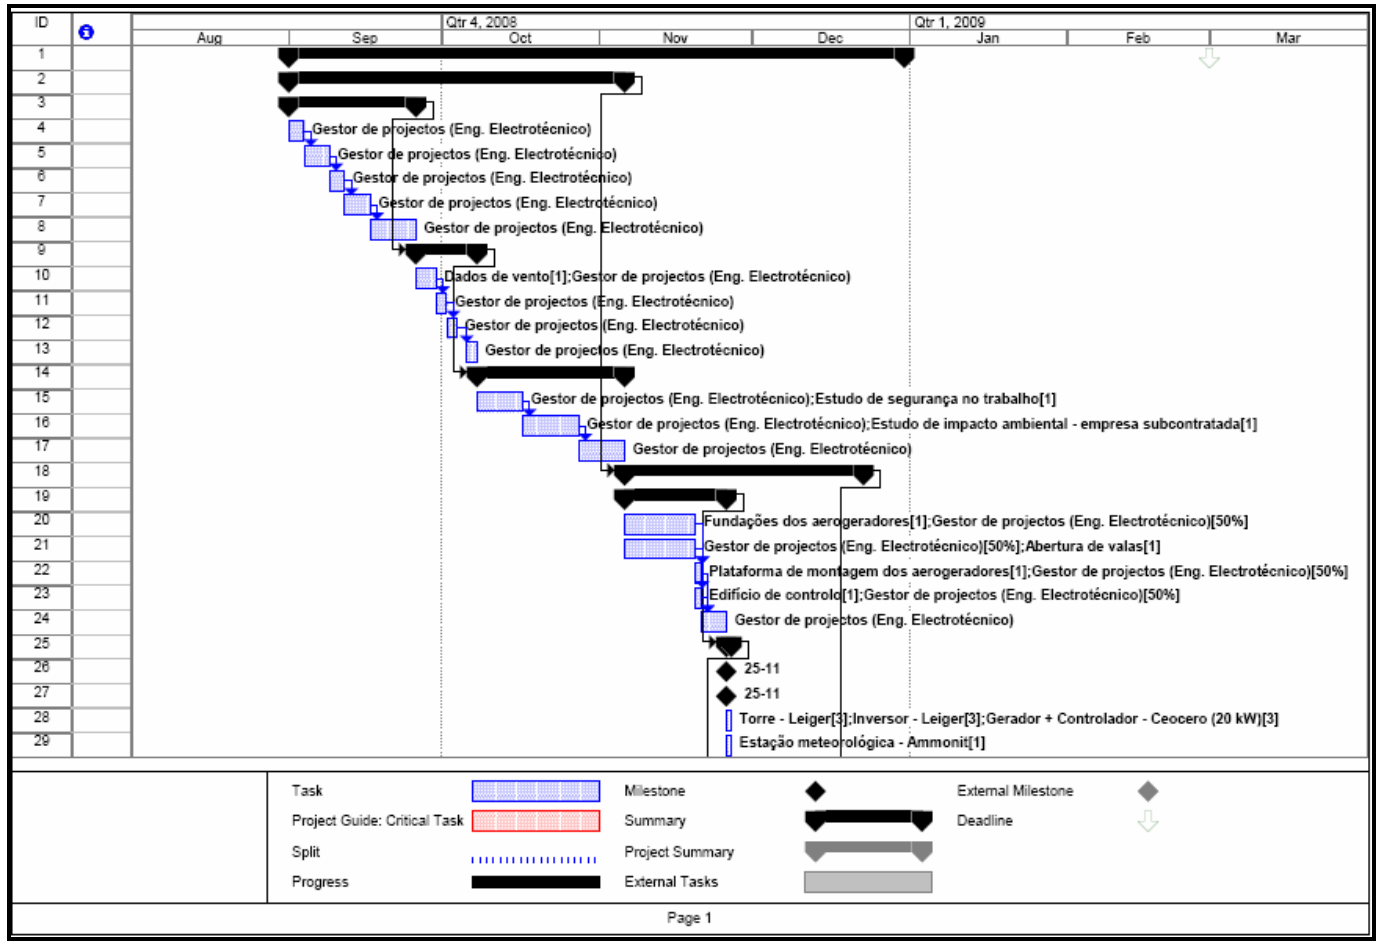 ID
Qtr 4, 2008
Qtr 1, 2009
Aug
Sep
Oct
Nov
Dec
Jan
Feb
Mar
1
2
3
4
Gestor de projectos (Eng. Electrotécnico)
5
Gestor de projectos (Eng. Electrotécnico)
6
Gestor de projectos (Eng. Electrotécnico)
7
Gestor de projectos (Eng. Electrotécnico)
8
Gestor de projectos (Eng. Electrotécnico)
9
10
Dados de vento[1];Gestor de projectos (Eng. Electrotécnico)
11
Gestor de projectos (Eng. Electrotécnico)
12
Gestor de projectos (Eng. Electrotécnico)
13
Gestor de projectos (Eng. Electrotécnico)
14
15
Gestor de projectos (Eng. Electrotécnico);Estudo de segurança no trabalho[1]
16
Gestor de projectos (Eng. Electrotécnico);Estudo de impacto ambiental - empresa subcontratada[1]
17
Gestor de projectos (Eng. Electrotécnico)
18
19
20
Fundações dos aerogeradores[1];Gestor de projectos (Eng. Electrotécnico)[50%]
21
Gestor de projectos (Eng. Electrotécnico)[50%];Abertura de valas[1]
22
Plataforma de montagem dos aerogeradores[1];Gestor de projectos (Eng. Electrotécnico)[50%]
23
Edifício de controlo[1];Gestor de projectos (Eng. Electrotécnico)[50%]
24
Gestor de projectos (Eng. Electrotécnico)
25
26
25-11
27
25-11
28
Torre - Leiger[3];Inversor - Leiger[3];Gerador + Controlador - Ceocero (20 kW)[3]
29
Estação meteorológica - Ammonit[1]
Task
Milestone
External Milestone
Project Guide: Critical Task
Summary
Deadline
Split
Project Summary
Progress
External Tasks
Page 1